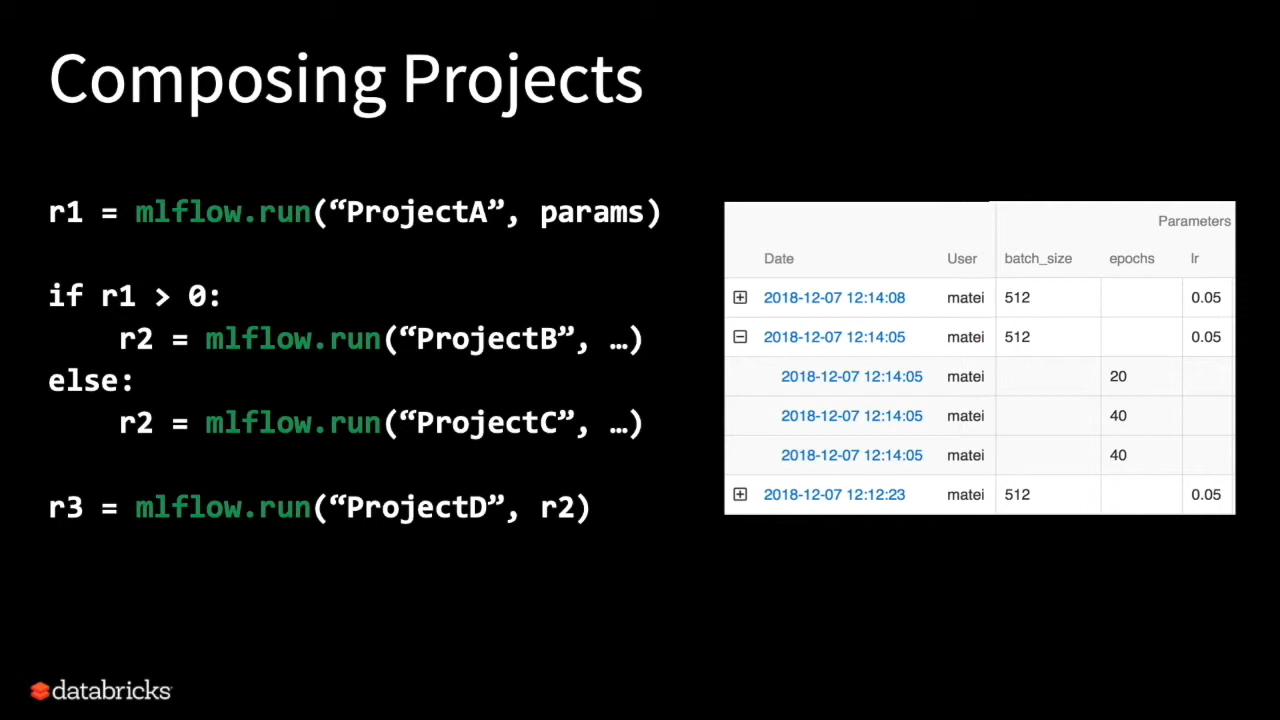 Composing Projects
r1 = mlflow.run(“ProjectA”, params)
if r1 > 0:
r2 = mlflow.run(“ProjectB”, …)
else:
r2 = mlflow.run(“ProjectC”, …)
r3 = mlflow.run(“ProjectD”, r2)
Parameters
Date User batch_size epochs lr
2018-12-07 12:14:08 matei 512 0.05
2018-12-07 12:14:05 matei 512 0.05
2018-12-07 12:14:05 matei 20
2018-12-07 12:14:05 matei 40
2018-12-07 12:14:05 matei 40
2018-12-07 12:12:23 matei 512 0.05
databricks